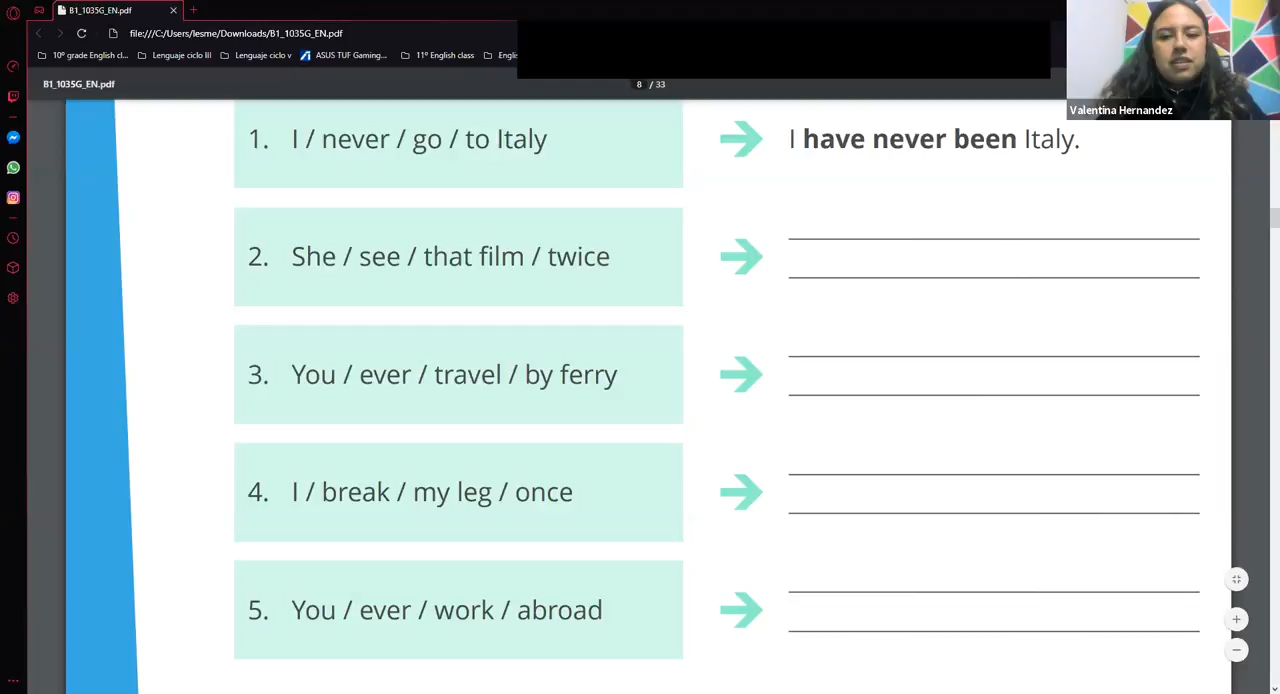 B1_1035G_EN.pdf
file:///C:/Users/lesme/Downloads/B1_1035G_EN.pdf
10º grade English cl... Lenguaje ciclo III Lenguaje ciclo v ASUS TUF Gaming... 11º English class Englis
B1_1035G_EN.pdf 8 / 33
Valentina Hernandez
1. I / never / go / to Italy I have never been Italy.
2. She / see / that film / twice
3. You / ever / travel / by ferry
4. I / break / my leg / once
5. You / ever / work / abroad